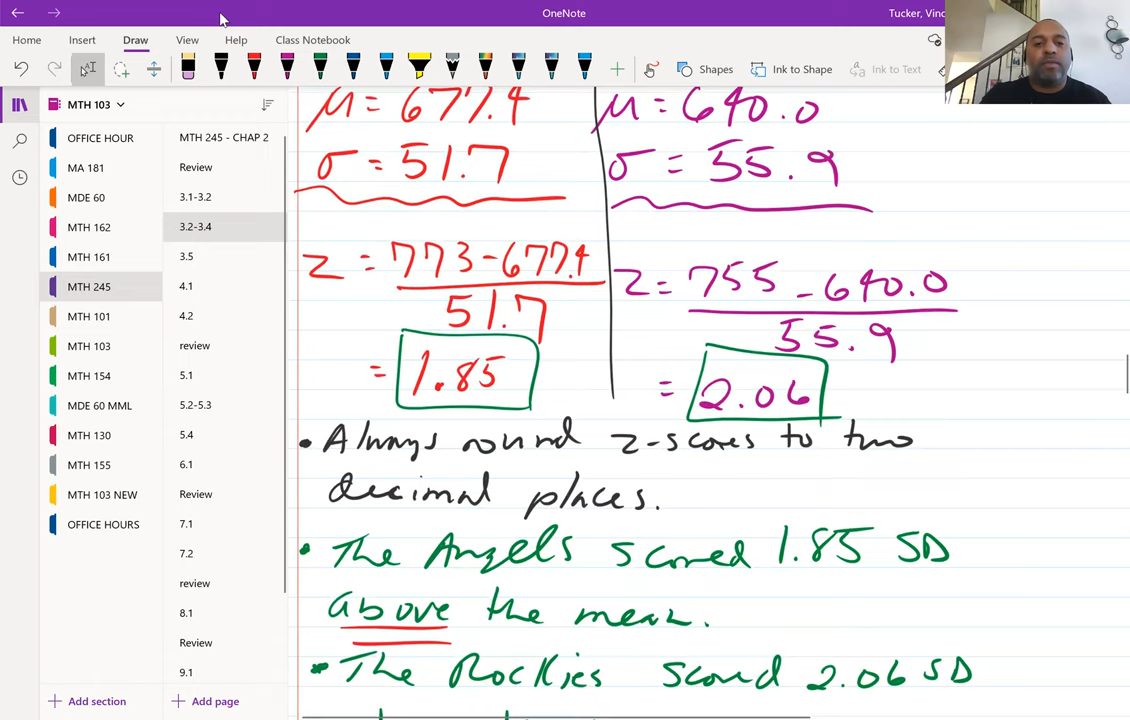 OneNote
Tucker, Vinc
Home Insert Draw View Help Class Notebook
Shapes Ink to Shape Ink to Text
MTH 103
OFFICE HOUR
MA 181
MDE 60
MTH 162
MTH 161
MTH 245
MTH 101
MTH 103
MTH 154
MDE 60 MML
MTH 130
MTH 155
MTH 103 NEW
OFFICE HOURS
Add section
MTH 245 - CHAP 2
Review
3.1-3.2
3.2-3.4
3.5
4.1
4.2
review
5.1
5.2-5.3
5.4
6.1
Review
7.1
7.2
review
8.1
Review
9.1
Add page
μ = 677.4
σ = 51.7
z = 773 - 677.4
51.7
= 1.85
μ = 640.0
σ = 55.9
z = 755 - 640.0
55.9
= 2.06
• Always round z-scores to two
decimal places.
• The Angels scored 1.85 SD
above the mean.
• The Rockies scored 2.06 SD